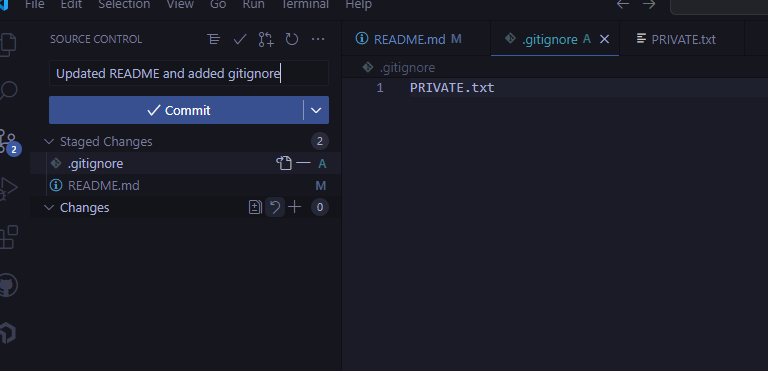 File Edit Selection View Go Run Terminal Help
SOURCE CONTROL
README.md M
.gitignore A
PRIVATE.txt
Updated README and added gitignore
.gitignore
1 PRIVATE.txt
Commit
Staged Changes 2
2
.gitignore A
README.md M
Changes 0